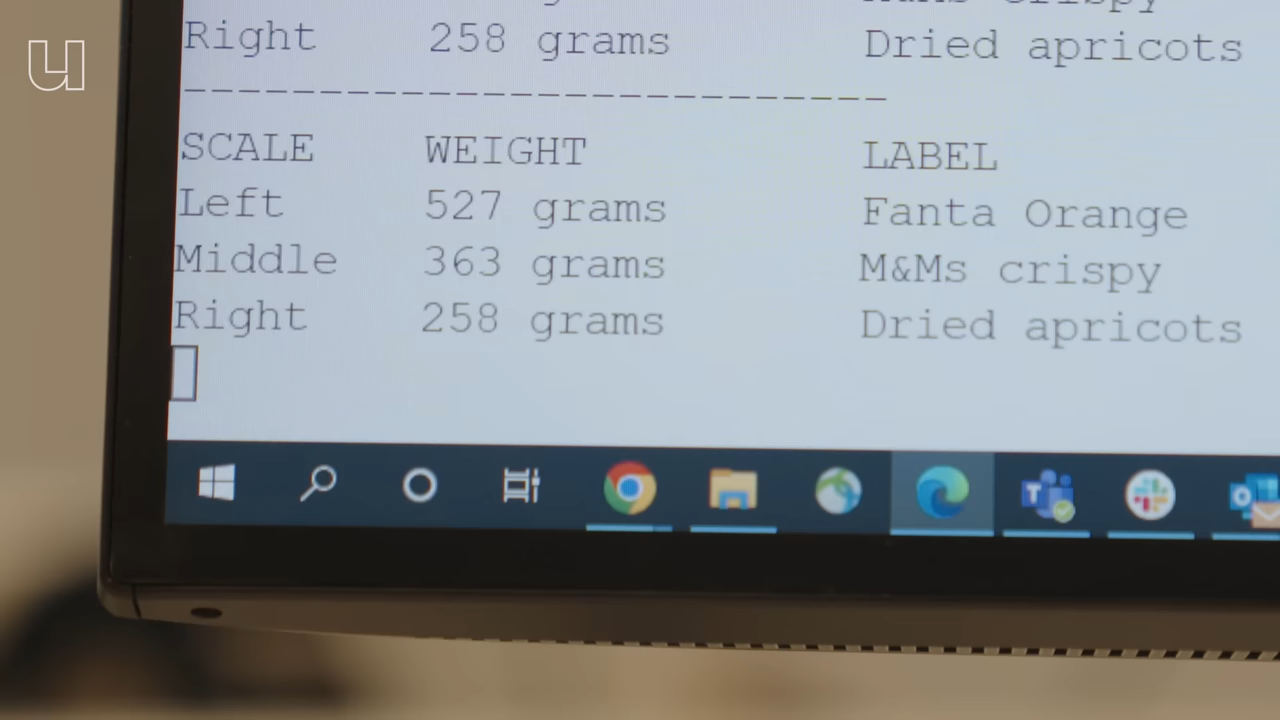 Right 258 grams Dried apricots
--------------------------
SCALE WEIGHT LABEL
Left 527 grams Fanta Orange
Middle 363 grams M&Ms crispy
Right 258 grams Dried apricots